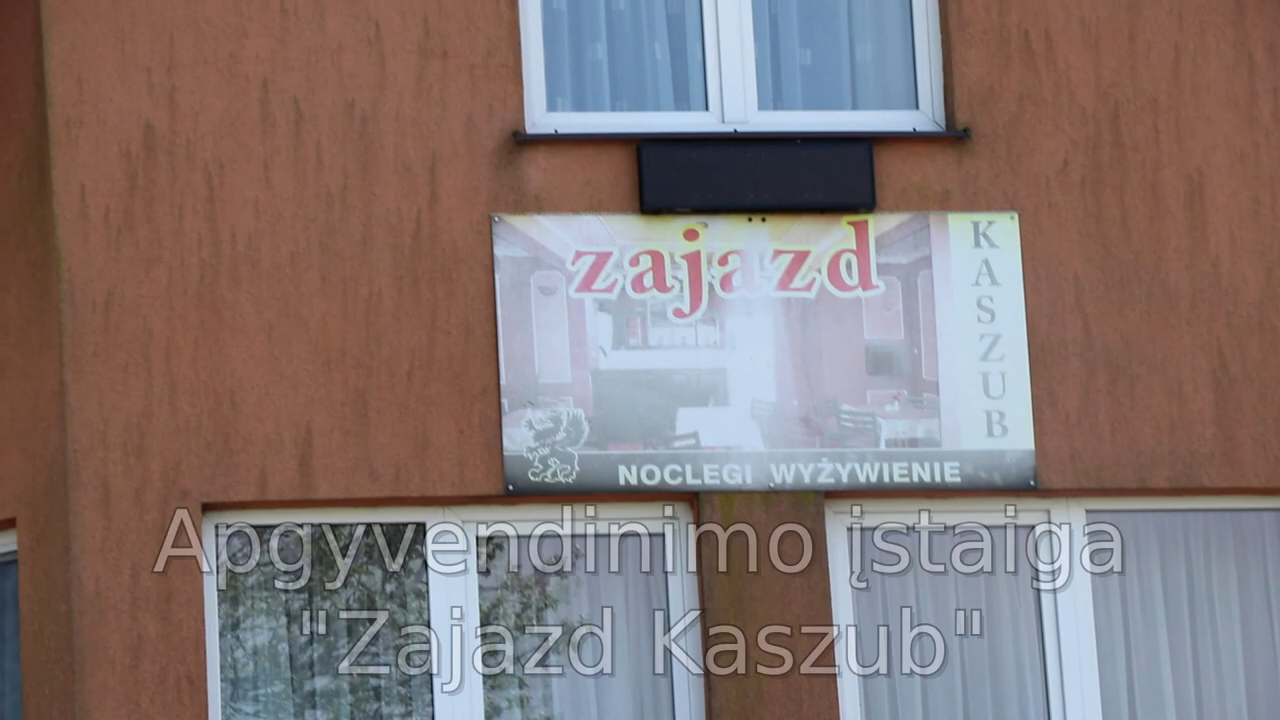 zajazd
KASZUB
NOCLEGI WYŻYWIENIE
Apgyvendinimo įstaiga
"Zajazd Kaszub"